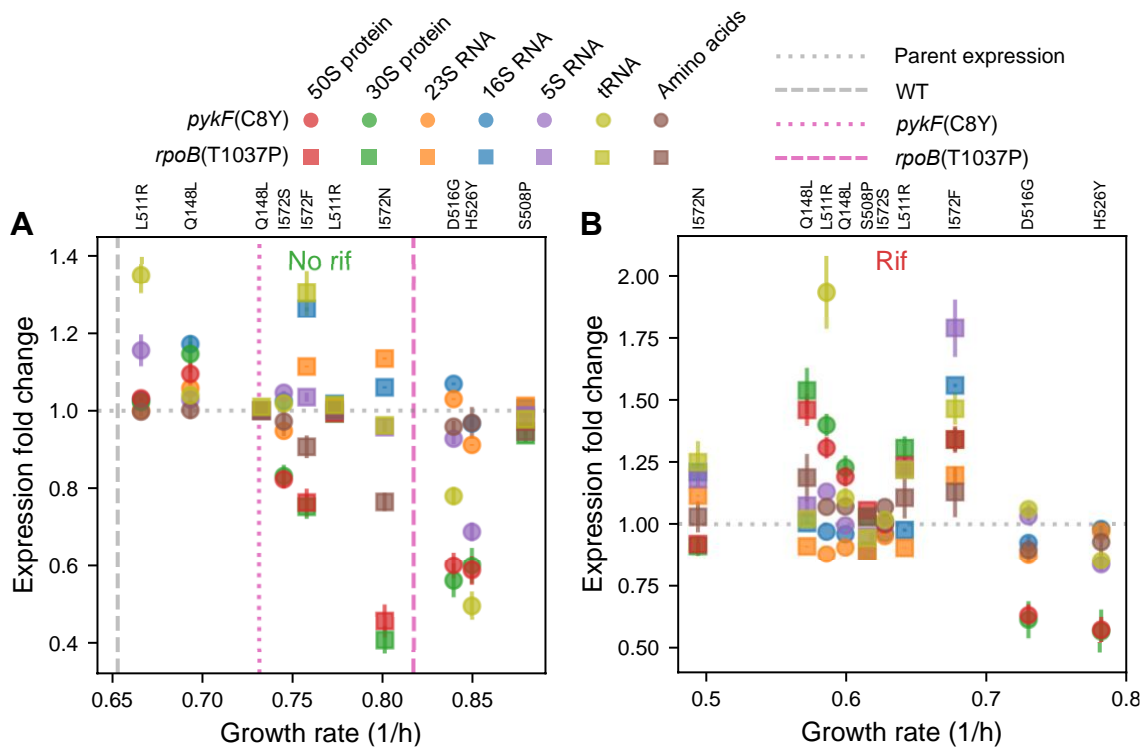 50S protein
30S protein
23S RNA
16S RNA
5S RNA
tRNA
Amino acids
pykF(C8Y)
rpoB(T1037P)
Parent expression
WT
pykF(C8Y)
rpoB(T1037P)
A
L511R
Q148L
Q148L
I572S
I572F
L511R
I572N
D516G
H526Y
S508P
No rif
Expression fold change
1.4
1.2
1.0
0.8
0.6
0.4
0.65
0.70
0.75
0.80
0.85
Growth rate (1/h)
B
I572N
Q148L
L511R
Q148L
S508P
I572S
L511R
I572F
D516G
H526Y
Rif
Expression fold change
2.00
1.75
1.50
1.25
1.00
0.75
0.50
0.5
0.6
0.7
0.8
Growth rate (1/h)